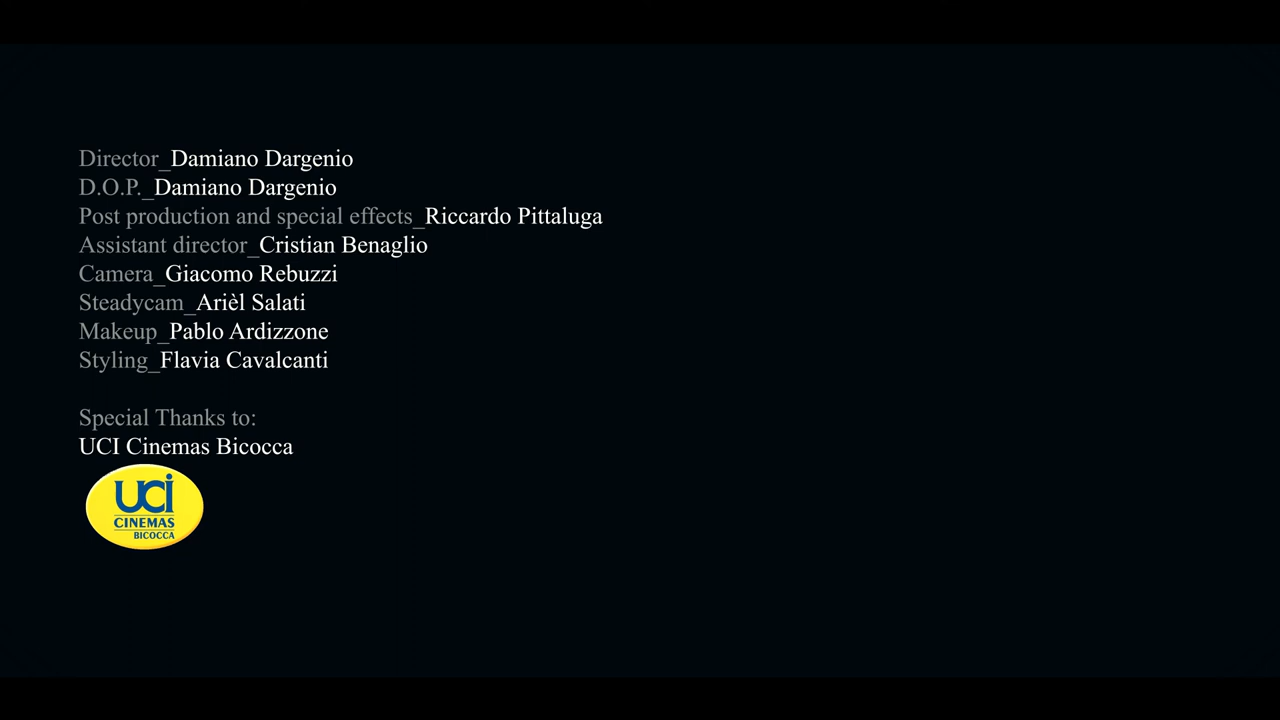 Director_Damiano Dargenio
D.O.P._Damiano Dargenio
Post production and special effects_Riccardo Pittaluga
Assistant director_Cristian Benaglio
Camera_Giacomo Rebuzzi
Steadycam_Arièl Salati
Makeup_Pablo Ardizzone
Styling_Flavia Cavalcanti
Special Thanks to:
UCI Cinemas Bicocca
uci
CINEMAS
BICOCCA